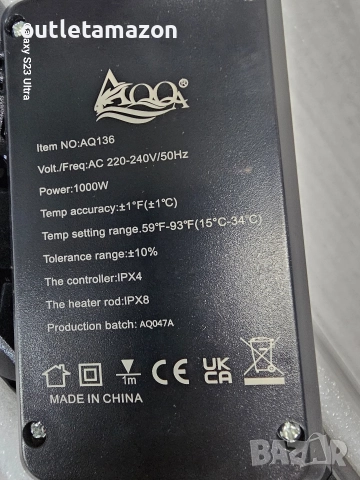 outletamazon
Galaxy S23 Ultra
AQQA®
Item NO:AQ136
Volt./Freq:AC 220-240V/50Hz
Power:1000W
Temp accuracy:±1°F(±1°C)
Temp setting range.59°F-93°F(15°C-34°C)
Tolerance range:±10%
The controller:IPX4
The heater rod:IPX8
Production batch: AQ047A
1m CE UK CA
MADE IN CHINA
BAZAR